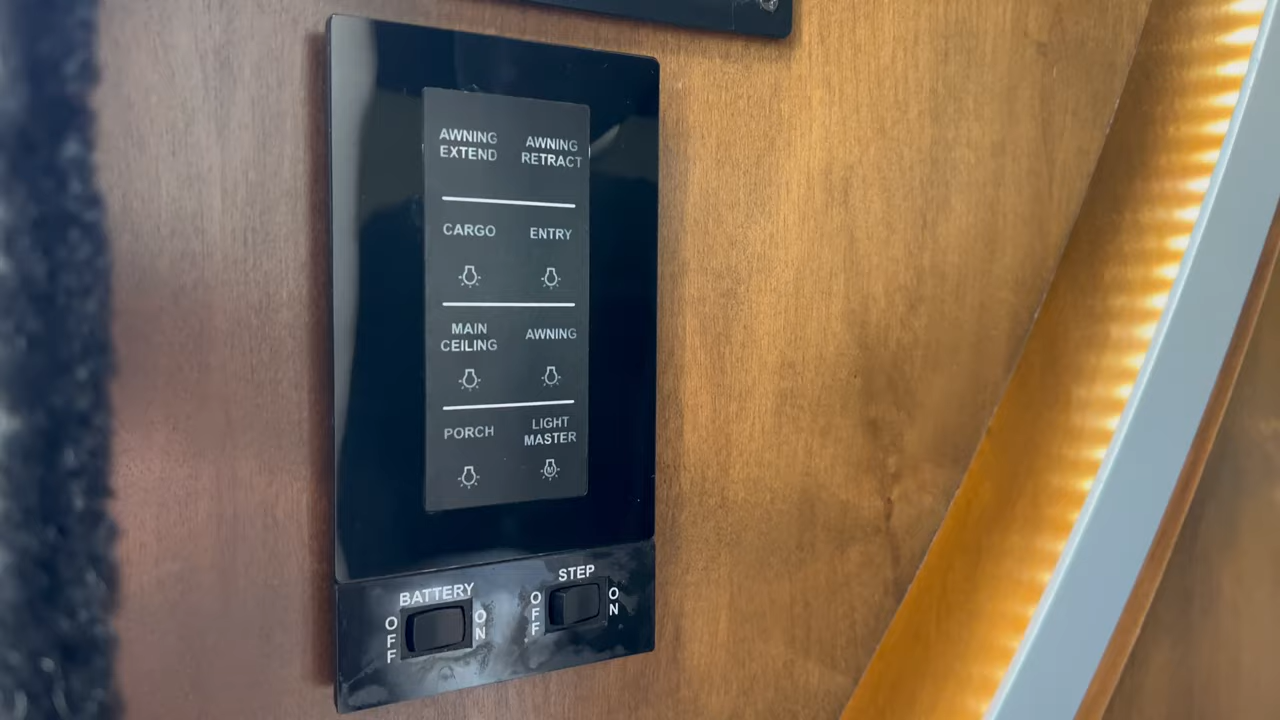 AWNING
EXTEND
AWNING
RETRACT
CARGO
ENTRY
MAIN
CEILING
AWNING
PORCH
LIGHT
MASTER
M
BATTERY
OFF
ON
STEP
OFF
ON